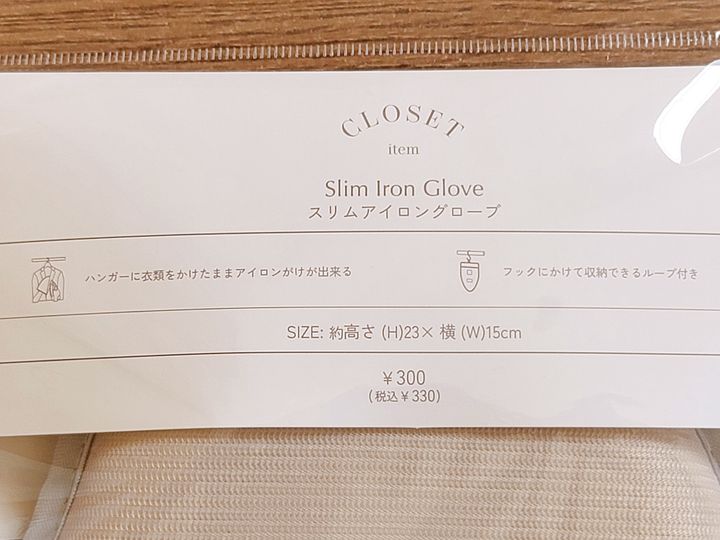 CLOSET
item
Slim Iron Glove
スリムアイロングローブ
ハンガーに衣類をかけたままアイロンがけが出来る
フックにかけて収納できるループ付き
SIZE: 約高さ (H)23× 横 (W)15cm
¥300
(税込¥330)